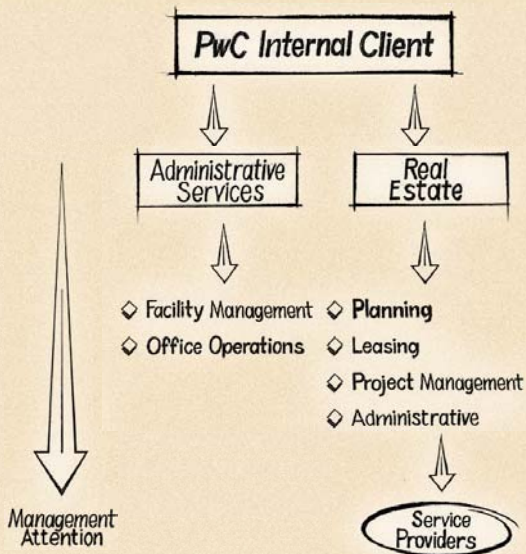 PwC Internal Client
Administrative
Services
Real
Estate
Facility Management
Office Operations
Planning
Leasing
Project Management
Administrative
Management
Attention
Service
Providers